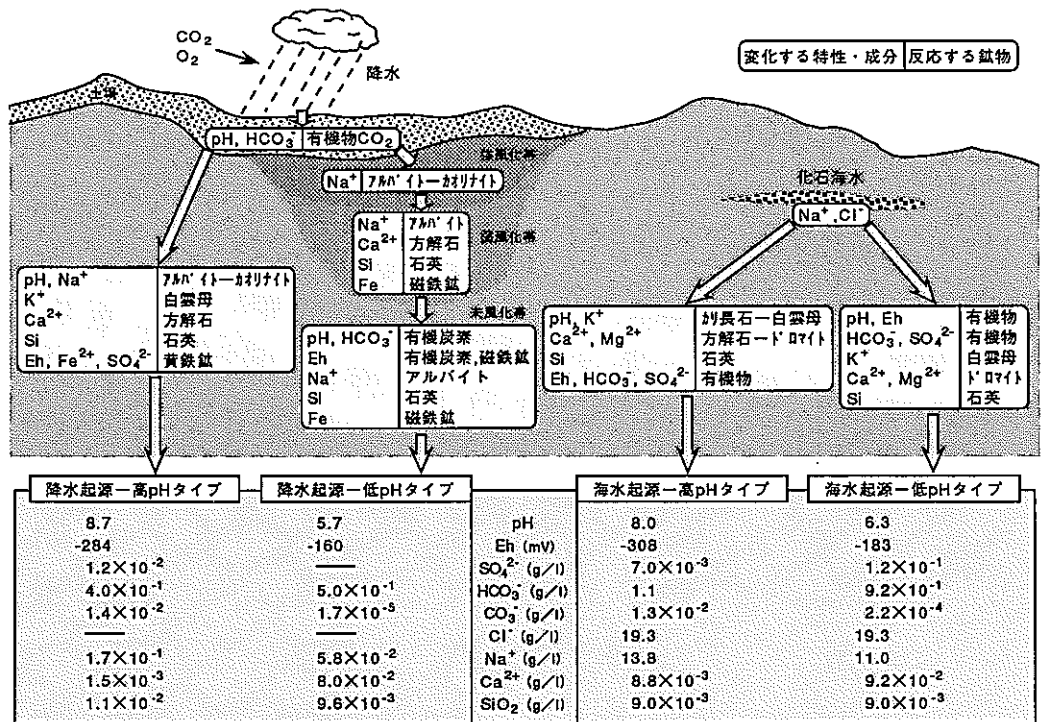 CO2
O2
降水
変化する特性・成分 反応する鉱物
土壌
pH, HCO3- 有機物CO2
強風化帯
Na+ アルバイトーカオリナイト
化石海水
Na+, Cl-
Na+ アルバイト
Ca2+ 方解石
Si 石英
Fe 磁鉄鉱
弱風化帯
未風化帯
pH, Na+ アルバイトーカオリナイト
K+ 白雲母
Ca2+ 方解石
Si 石英
Eh, Fe2+, SO42- 黄鉄鉱
pH, HCO3- 有機炭素
Eh 有機炭素,磁鉄鉱
Na+ アルバイト
Si 石英
Fe 磁鉄鉱
pH, K+ カリ長石ー白雲母
Ca2+, Mg2+ 方解石ードロマイト
Si 石英
Eh, HCO3-, SO42- 有機物
pH, Eh 有機物
HCO3-, SO42- 有機物
K+ 白雲母
Ca2+, Mg2+ ドロマイト
Si 石英
降水起源ー高pHタイプ 降水起源ー低pHタイプ 海水起源ー高pHタイプ 海水起源ー低pHタイプ
8.7 5.7 pH 8.0 6.3
-284 -160 Eh (mV) -308 -183
1.2×10-2 — SO42- (g/l) 7.0×10-3 1.2×10-1
4.0×10-1 5.0×10-1 HCO3- (g/l) 1.1 9.2×10-1
1.4×10-2 1.7×10-5 CO3- (g/l) 1.3×10-2 2.2×10-4
— — Cl- (g/l) 19.3 19.3
1.7×10-1 5.8×10-2 Na+ (g/l) 13.8 11.0
1.5×10-3 8.0×10-2 Ca2+ (g/l) 8.8×10-3 9.2×10-2
1.1×10-2 9.6×10-3 SiO2 (g/l) 9.0×10-3 9.0×10-3